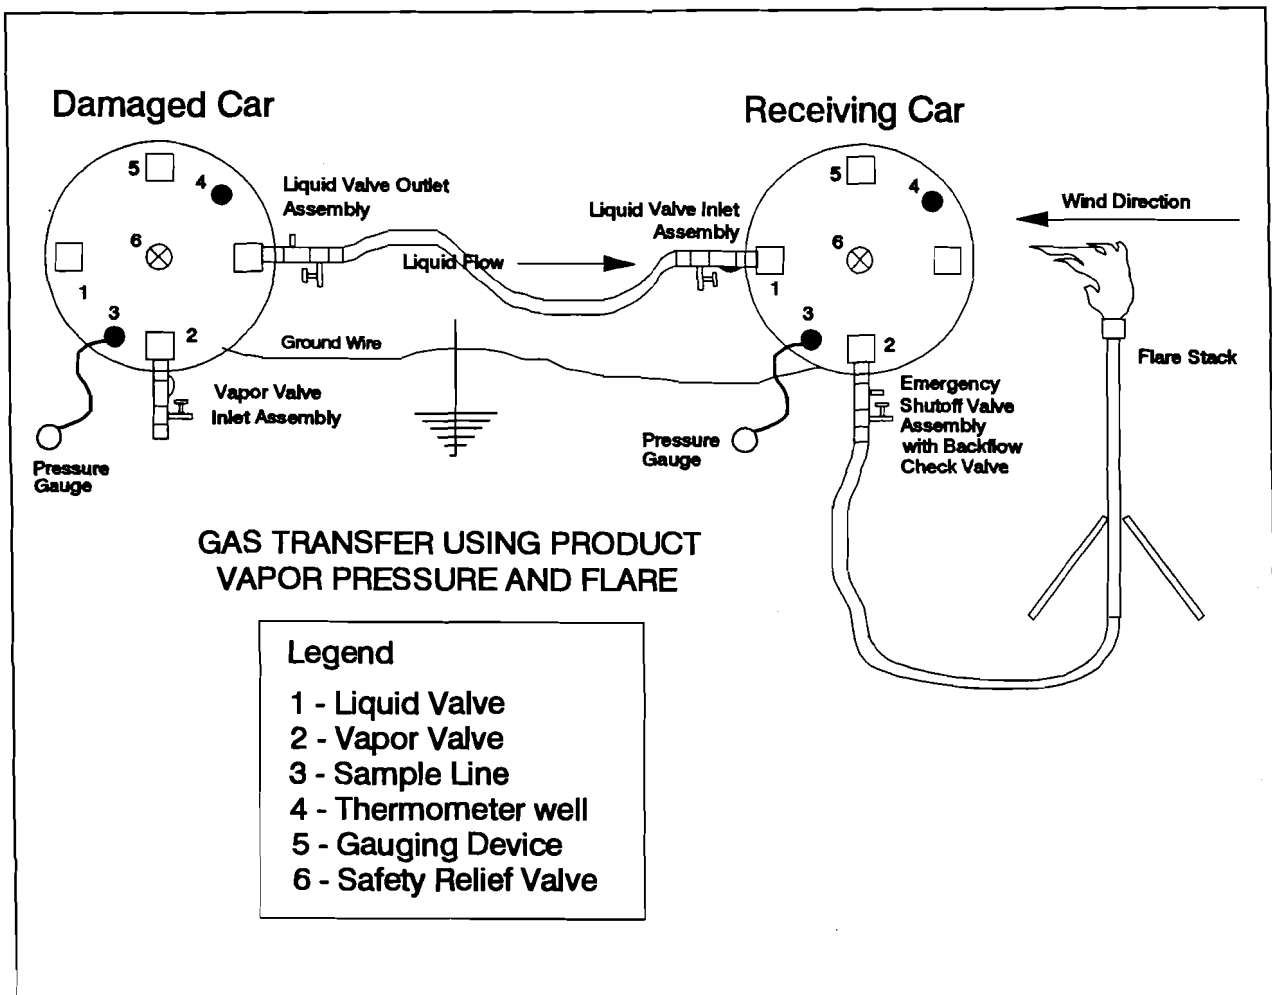 Damaged Car
Receiving Car
5
4
Liquid Valve Outlet
Assembly
6
1
3
2
Liquid Flow
Ground Wire
Vapor Valve
Inlet Assembly
Pressure
Gauge
Liquid Valve Inlet
Assembly
5
4
6
1
3
2
Wind Direction
Flare Stack
Emergency
Shutoff Valve
Assembly
with Backflow
Check Valve
Pressure
Gauge
GAS TRANSFER USING PRODUCT
VAPOR PRESSURE AND FLARE
Legend
1 - Liquid Valve
2 - Vapor Valve
3 - Sample Line
4 - Thermometer well
5 - Gauging Device
6 - Safety Relief Valve